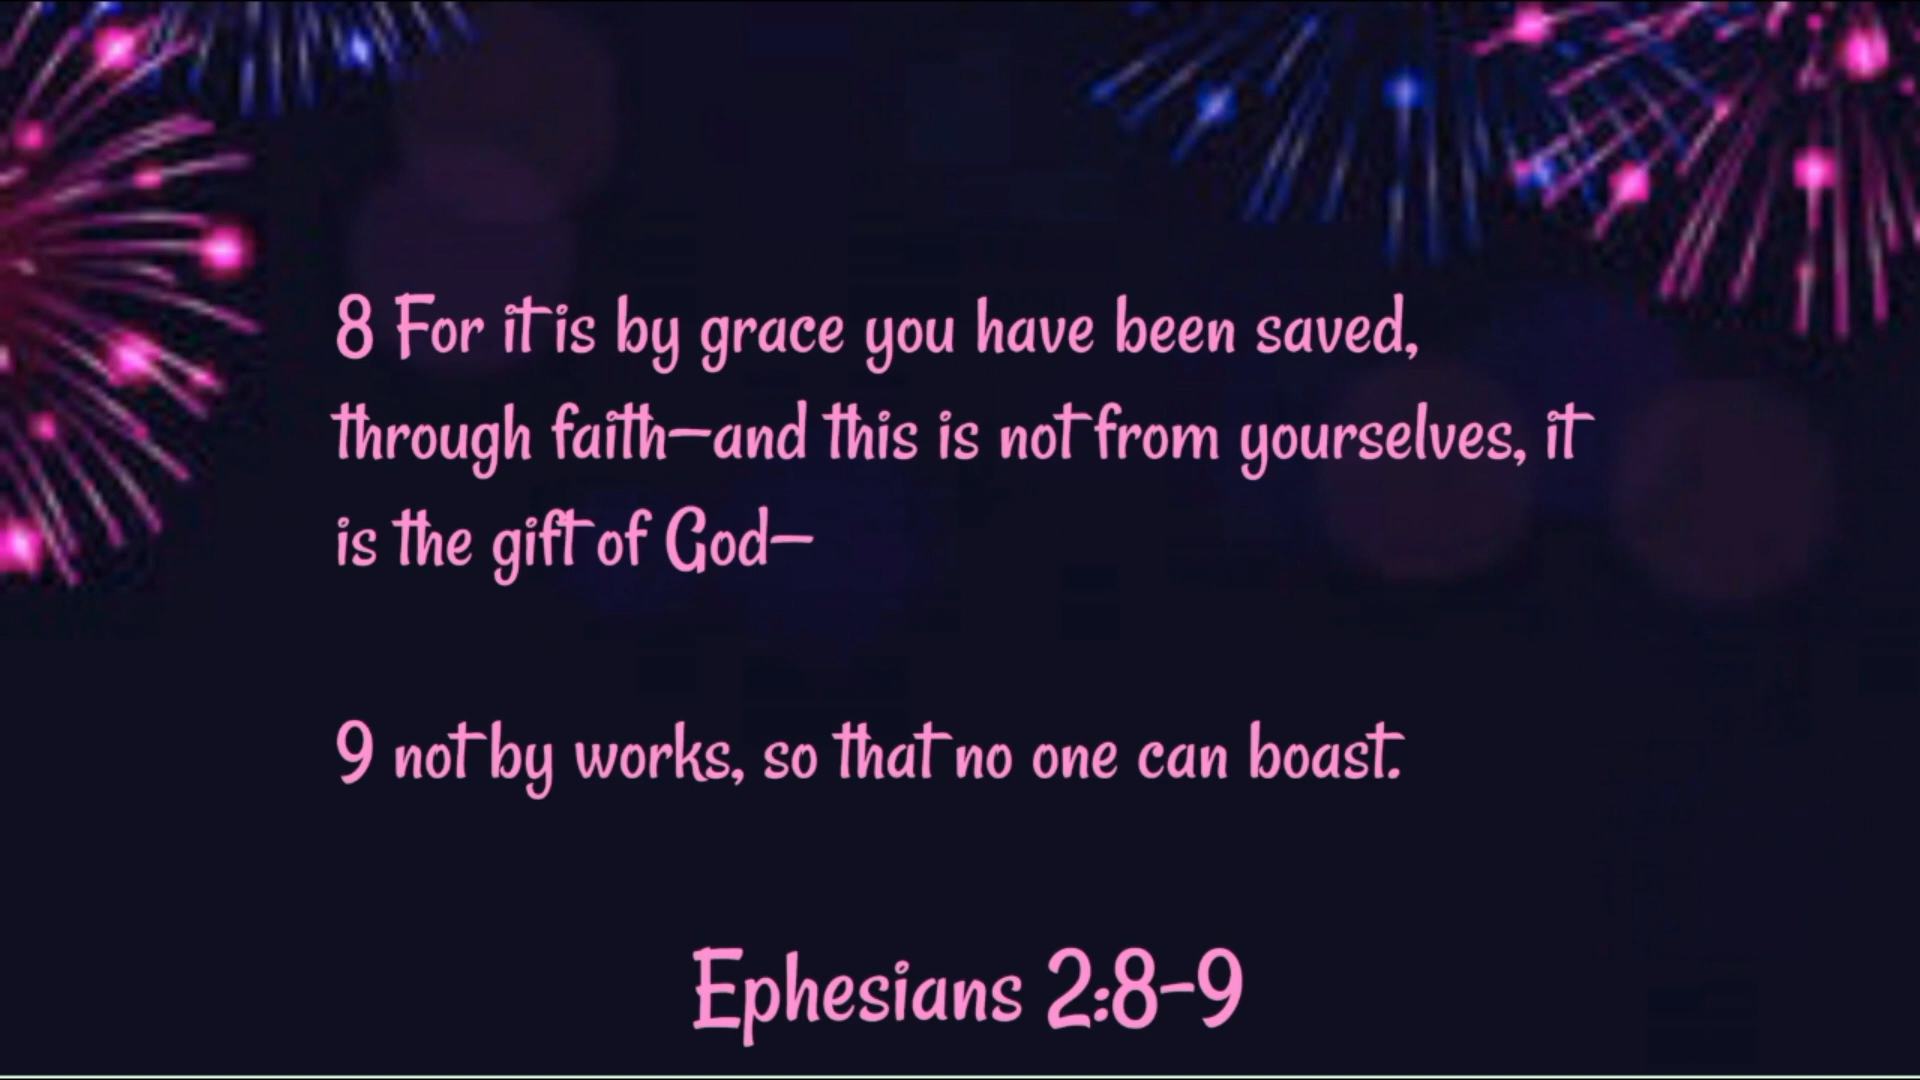 8 For it is by grace you have been saved,
through faith—and this is not from yourselves, it
is the gift of God—
9 not by works, so that no one can boast.
Ephesians 2:8-9